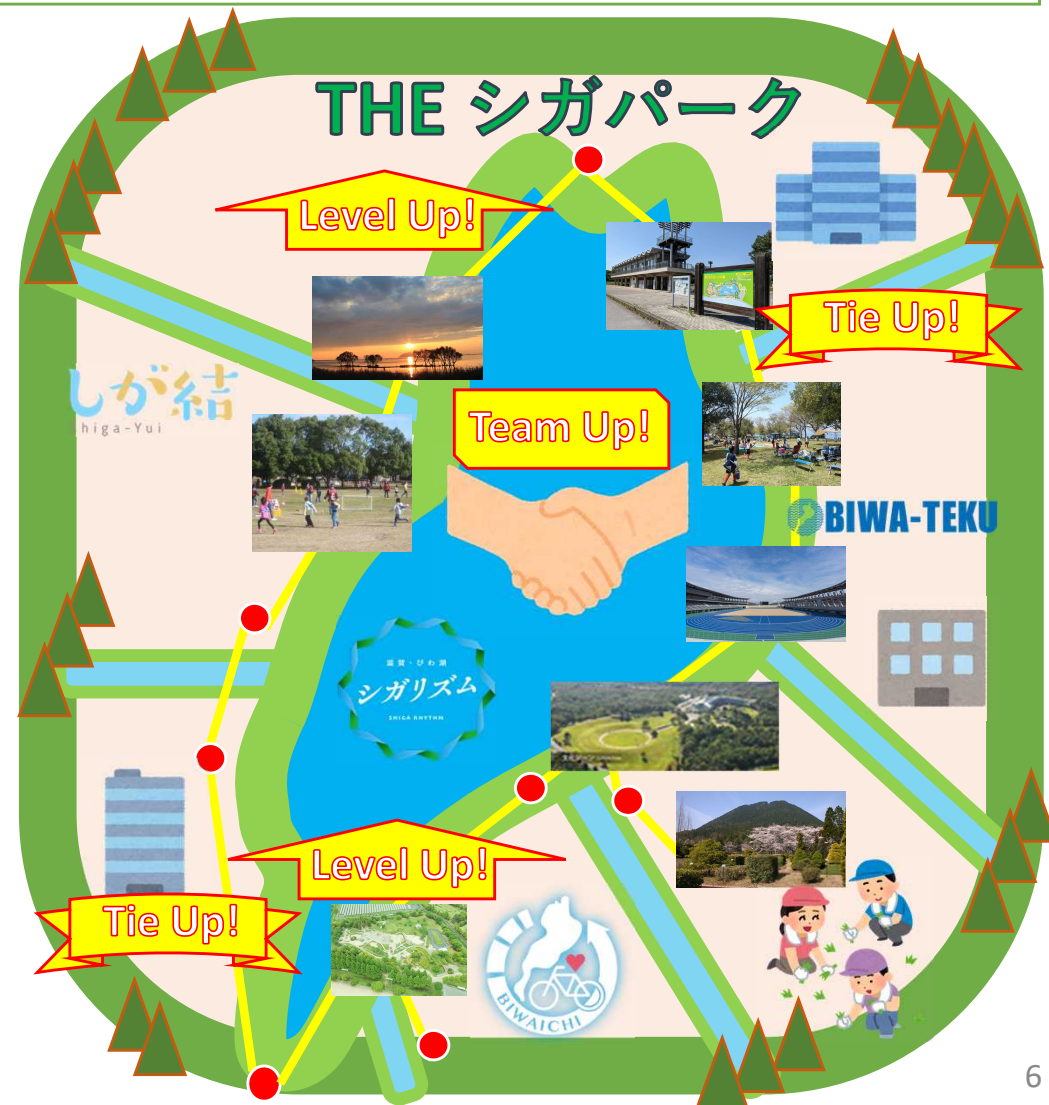 THE シガパーク
Level Up!
Tie Up!
しが結
higa-Yui
Team Up!
BIWA-TEKU
滋賀・びわ湖
シガリズム
SHIGA RHYTHM
Level Up!
Tie Up!
BIWAICHI
6